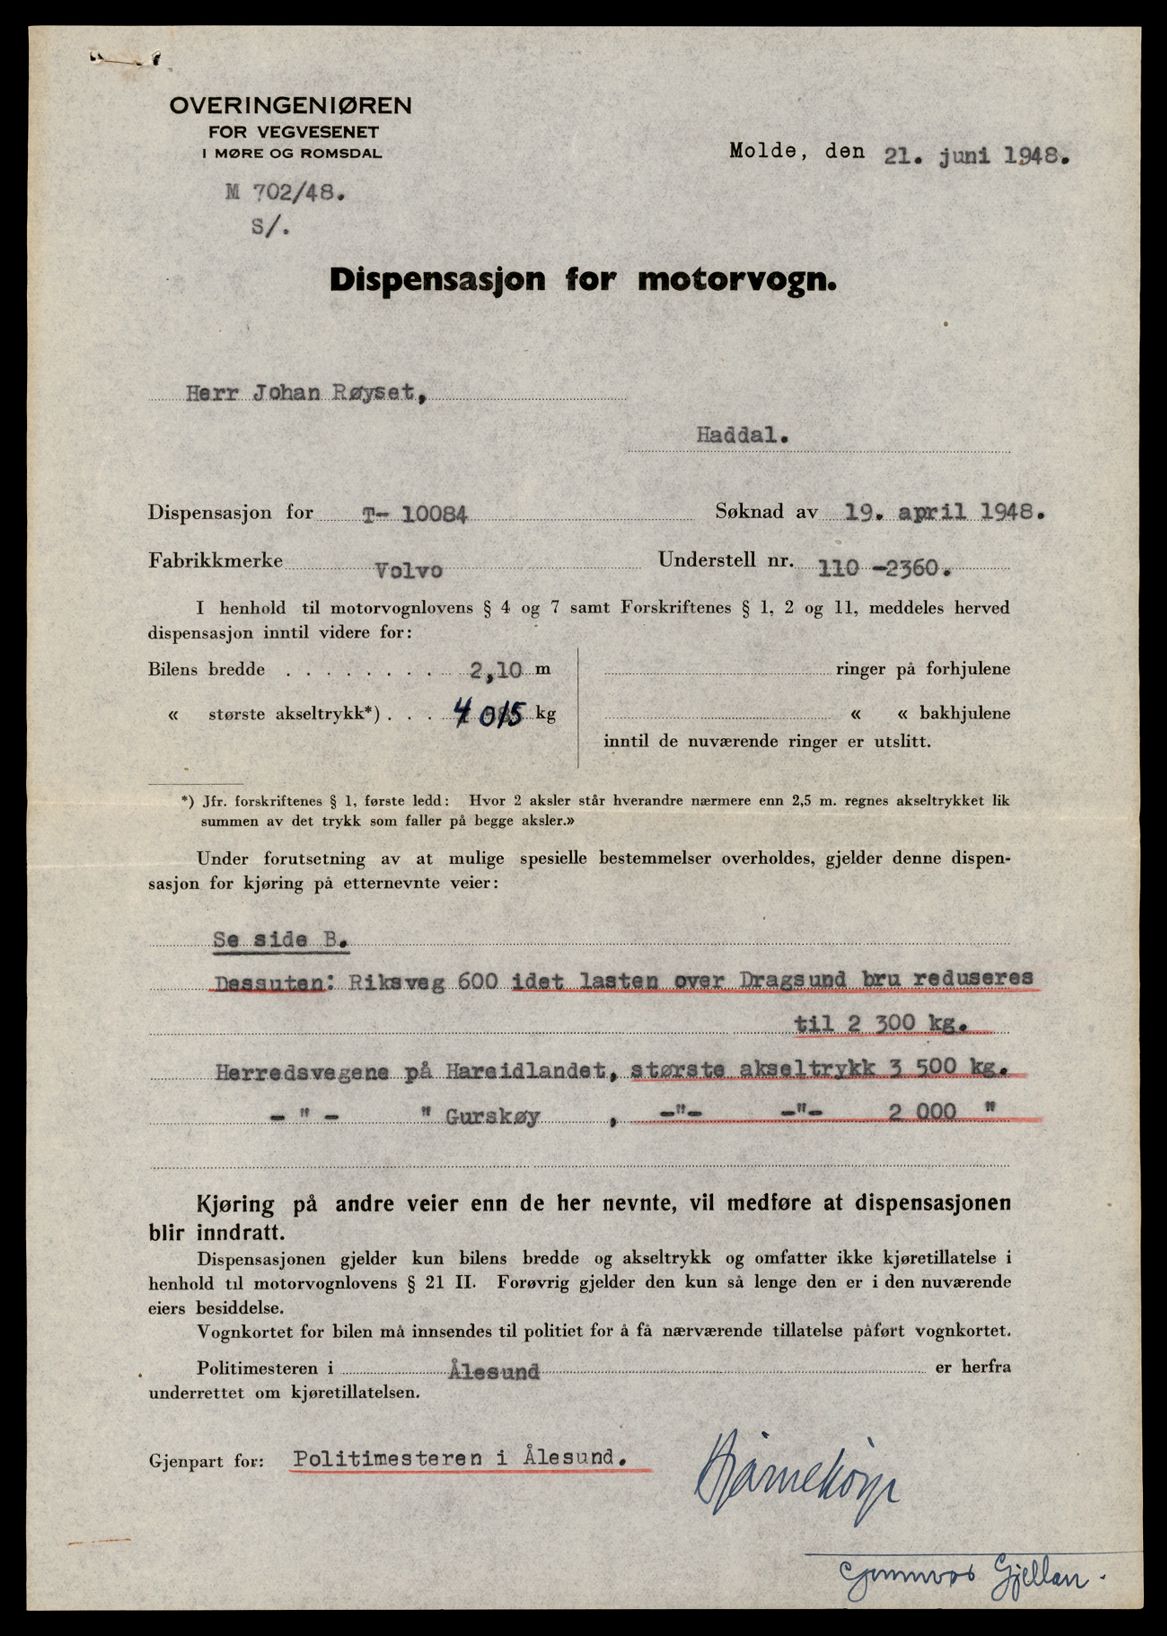 OVERINGENIØREN
FOR VEGVESENET
I MØRE OG ROMSDAL
Molde, den 21. juni 1948.
M 702/48.
S/.
Dispensasjon for motorvogn.
Herr Johan Røyset,
Haddal.
Dispensasjon for T- 10084 Søknad av 19. april 1948.
Fabrikkmerke Volvo Understell nr. 110 -2360.
I henhold til motorvognlovens § 4 og 7 samt Forskriftenes § 1, 2 og 11, meddeles herved
dispensasjon inntil videre for:
Bilens bredde . . . . . . . . 2,10 m ringer på forhjulene
« største akseltrykk*) . . . 4 015 kg « « bakhjulene
inntil de nuværende ringer er utslitt.
*) Jfr. forskriftenes § 1, første ledd: Hvor 2 aksler står hverandre nærmere enn 2,5 m. regnes akseltrykket lik
summen av det trykk som faller på begge aksler.»
Under forutsetning av at mulige spesielle bestemmelser overholdes, gjelder denne dispen-
sasjon for kjøring på etternevnte veier:
Se side B.
Dessuten: Riksveg 600 idet lasten over Dragsund bru reduseres
til 2 300 kg.
Herredsvegene på Hareidlandet, største akseltrykk 3 500 kg.
- " - " Gurskøy , -"- -"- 2 000 "
Kjøring på andre veier enn de her nevnte, vil medføre at dispensasjonen
blir inndratt.
Dispensasjonen gjelder kun bilens bredde og akseltrykk og omfatter ikke kjøretillatelse i
henhold til motorvognlovens § 21 II. Forøvrig gjelder den kun så lenge den er i den nuværende
eiers besiddelse.
Vognkortet for bilen må innsendes til politiet for å få nærværende tillatelse påført vognkortet.
Politimesteren i Ålesund er herfra
underrettet om kjøretillatelsen.
Gjenpart for: Politimesteren i Ålesund.